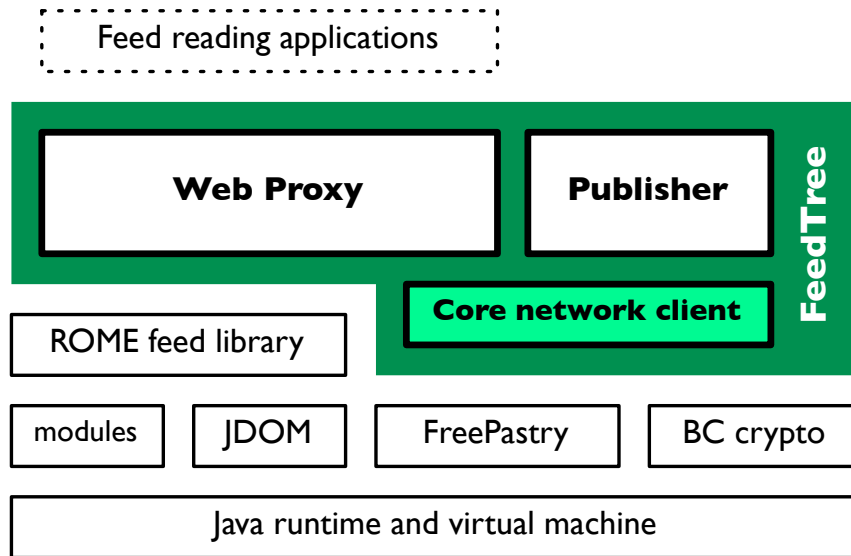 Feed reading applications
Web Proxy
Publisher
FeedTree
Core network client
ROME feed library
modules
JDOM
FreePastry
BC crypto
Java runtime and virtual machine